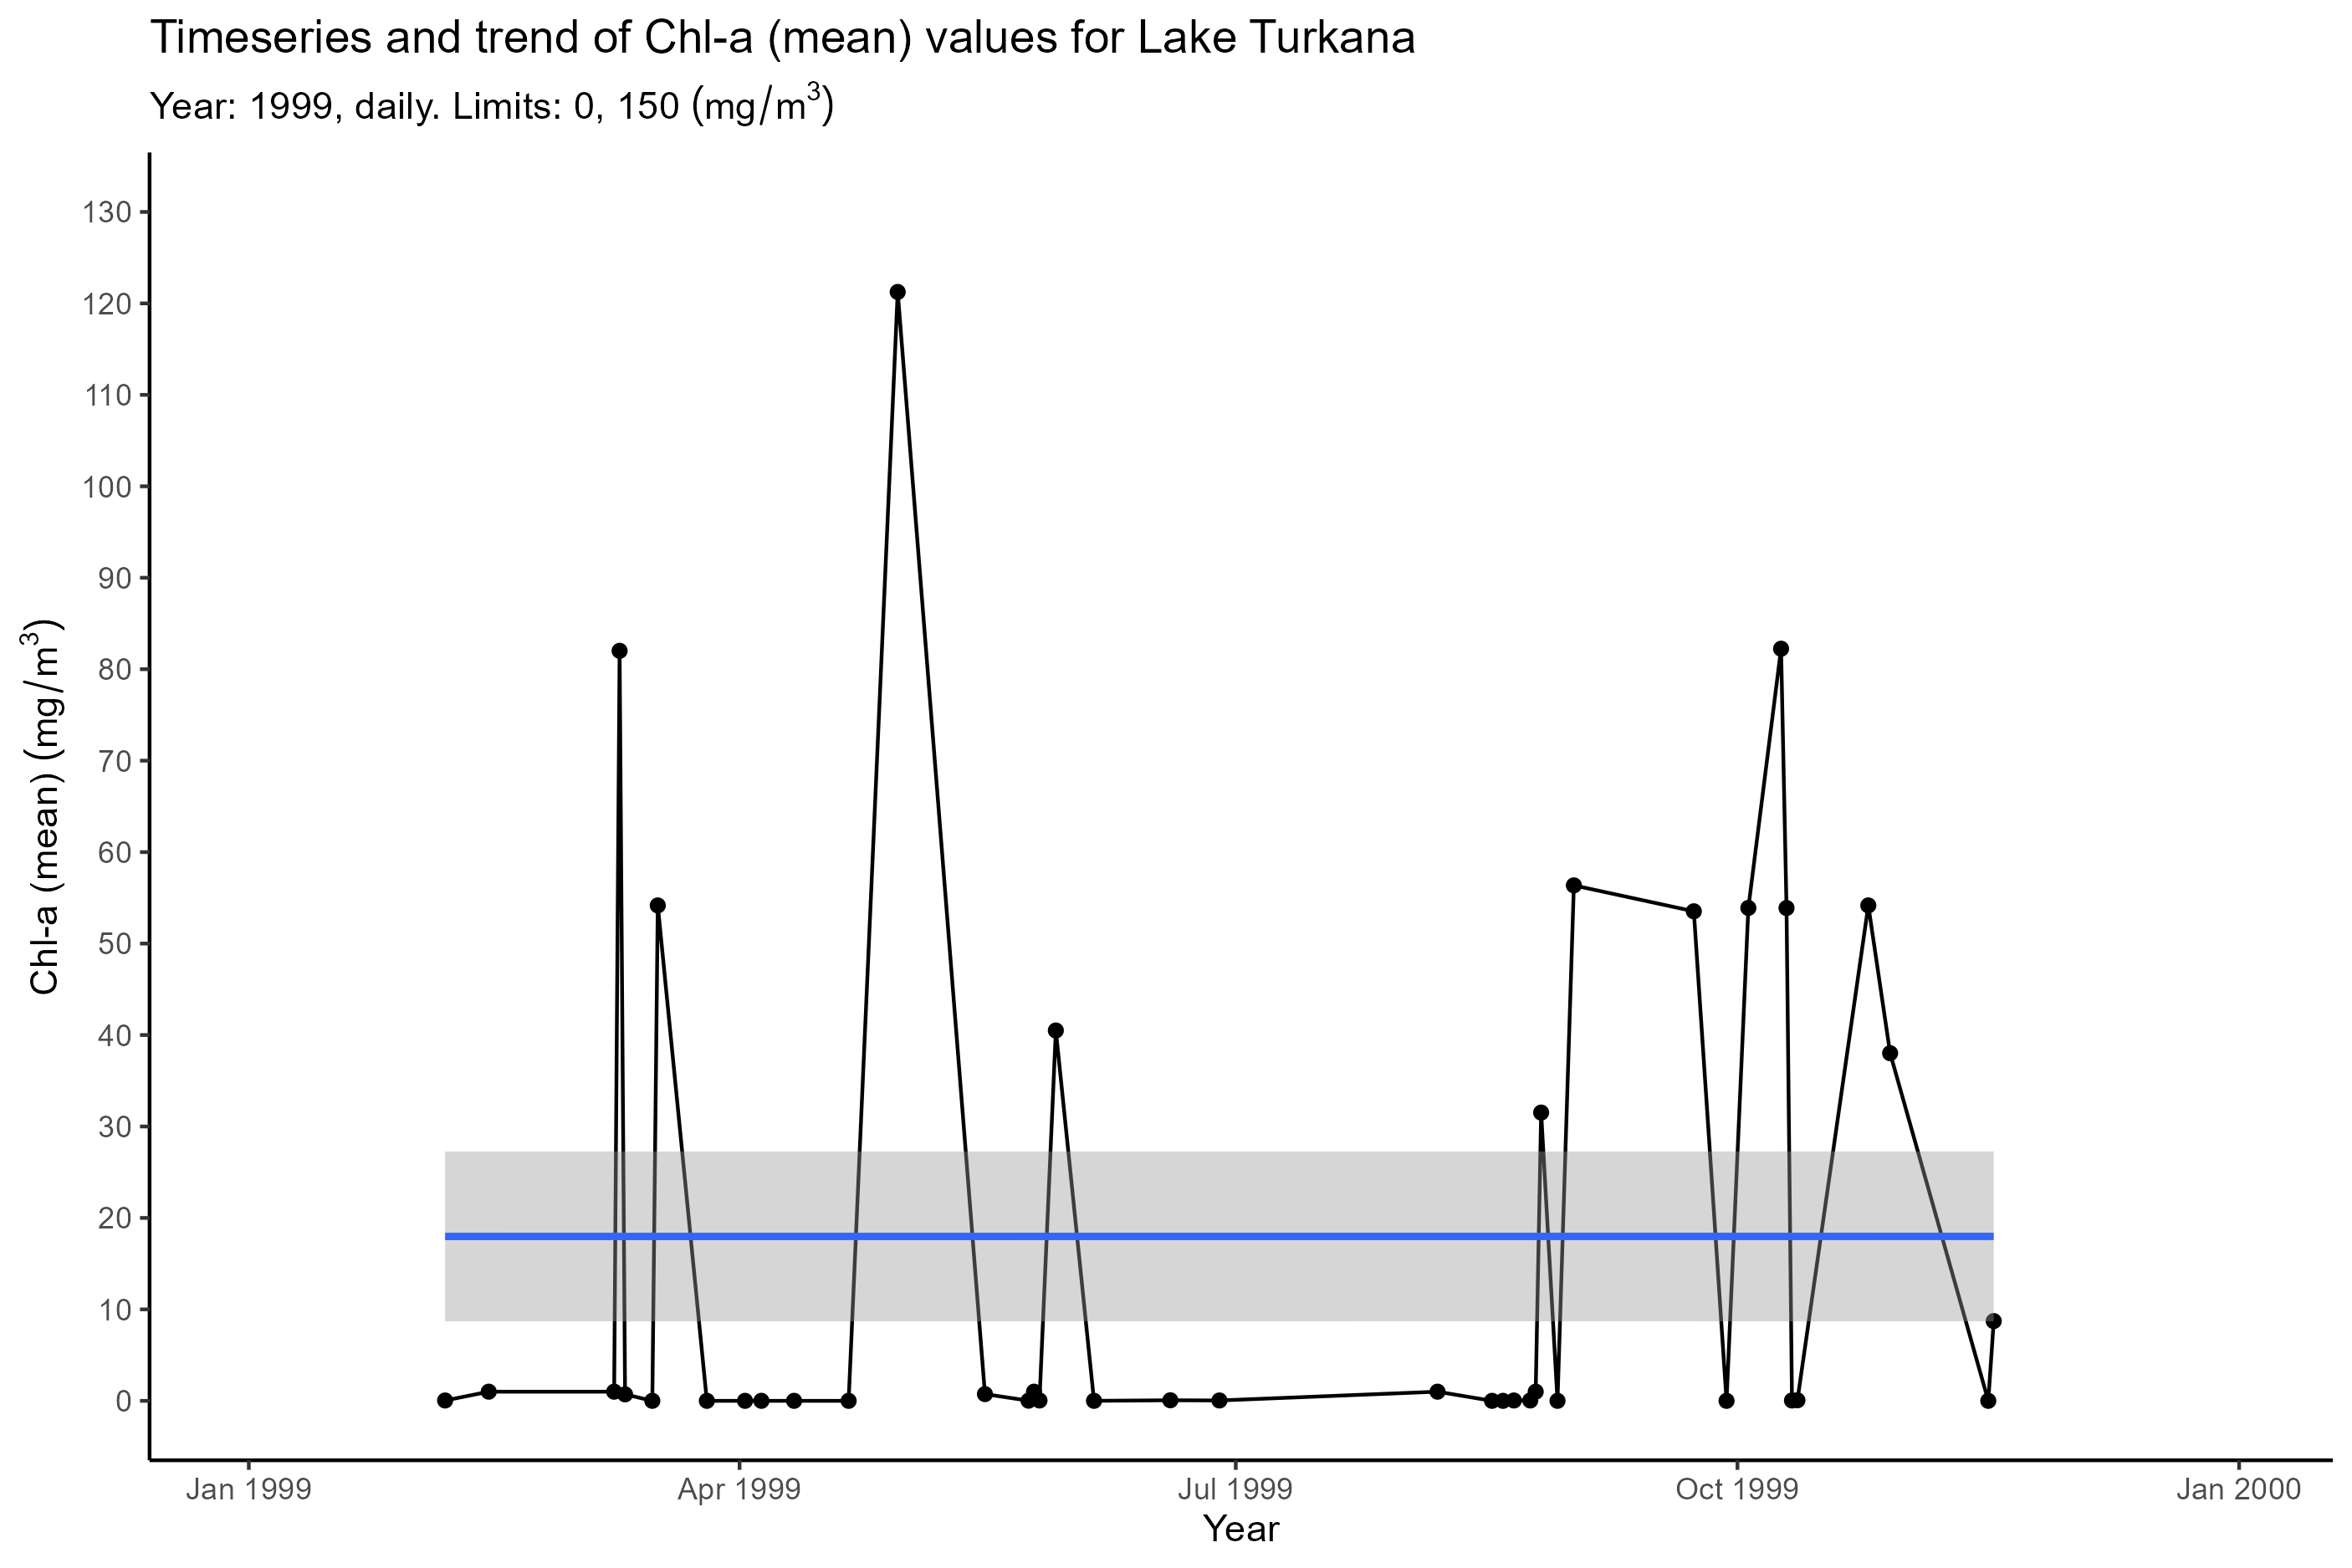 Timeseries and trend of Chl-a (mean) values for Lake Turkana
Year: 1999, daily. Limits: 0, 150 (mg/m³)
Chl-a (mean) (mg/m³)
130
120
110
100
90
80
70
60
50
40
30
20
10
0
Jan 1999 Apr 1999 Jul 1999 Oct 1999 Jan 2000
Year